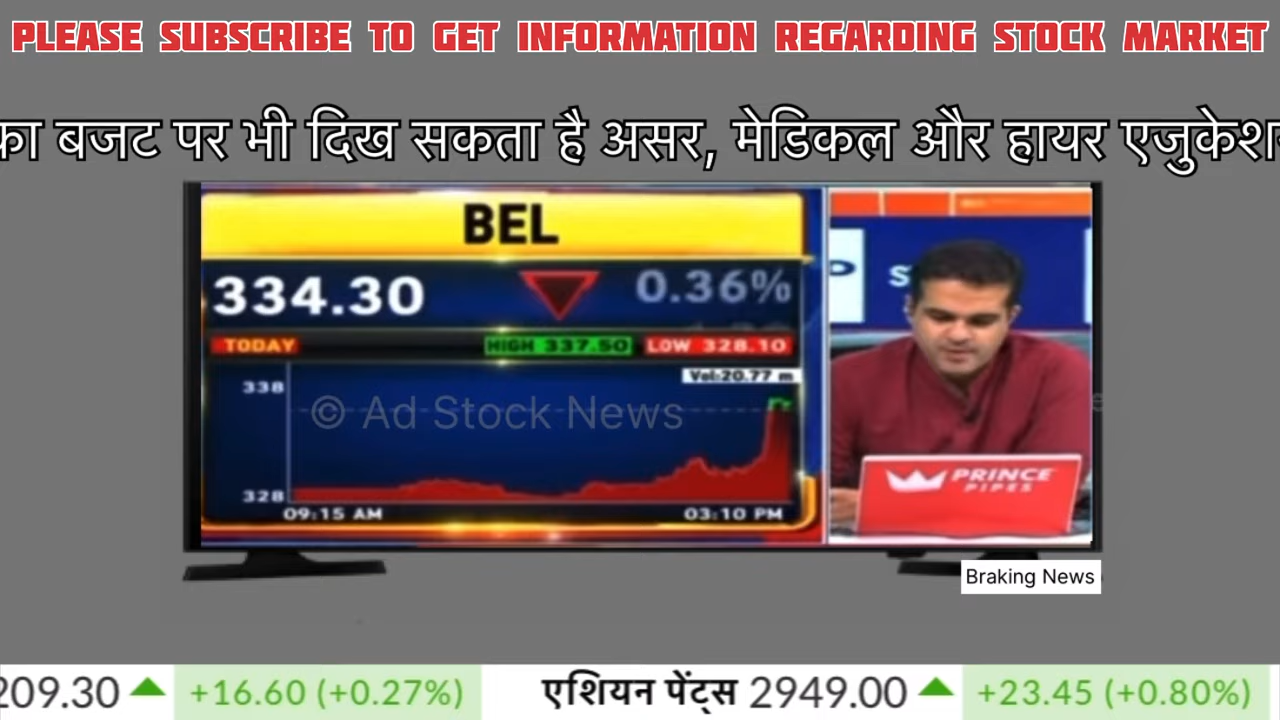 PLEASE SUBSCRIBE TO GET INFORMATION REGARDING STOCK MARKET
का बजट पर भी दिख सकता है असर, मेडिकल और हायर
BEL
334.30 0.36%
TODAY HIGH 337.50 LOW 328.10
Vol:20.77 m
338
© Ad Stock News
328
09:15 AM 03:10 PM
PRINCE
PIPES
Braking News
209.30 +16.60 (+0.27%) एशियन पेंट्स 2949.00 +23.45 (+0.80%)